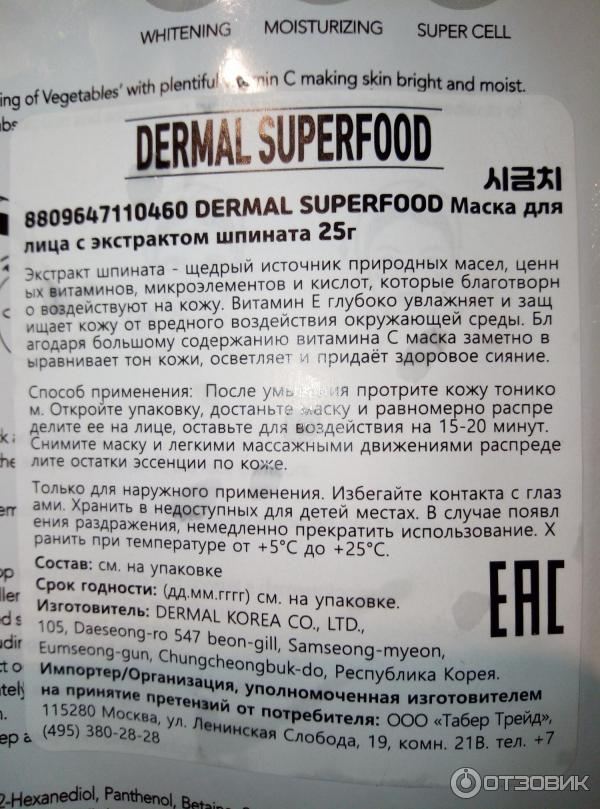 WHITENING MOISTURIZING SUPER CELL
ing of Vegetables' with plentiful min C making skin bright and moist.
DERMAL SUPERFOOD
시금치
8809647110460 DERMAL SUPERFOOD Маска для
лица с экстрактом шпината 25г
Экстракт шпината - щедрый источник природных масел, ценн
ых витаминов, микроэлементов и кислот, которые благотворн
о воздействуют на кожу. Витамин Е глубоко увлажняет и защ
ищает кожу от вредного воздействия окружающей среды. Бл
агодаря большому содержанию витамина С маска заметно в
ыравнивает тон кожи, осветляет и придаёт здоровое сияние.
Способ применения: После умывания протрите кожу тонико
м. Откройте упаковку, достаньте маску и равномерно распре
делите ее на лице, оставьте для воздействия на 15-20 минут.
Снимите маску и легкими массажными движениями распреде
лите остатки эссенции по коже.
Только для наружного применения. Избегайте контакта с глаз
ами. Хранить в недоступных для детей местах. В случае появл
ения раздражения, немедленно прекратить использование. Х
ранить при температуре от +5°C до +25°C.
Состав: см. на упаковке
Срок годности: (дд.мм.гггг) см. на упаковке.
Изготовитель: DERMAL KOREA CO., LTD.,
105, Daeseong-ro 547 beon-gill, Samseong-myeon,
Eumseong-gun, Chungcheongbuk-do, Республика Корея.
EAC
Импортер/Организация, уполномоченная изготовителем
на принятие претензий от потребителя: ООО «Табер Трейд»,
115280 Москва, ул. Ленинская Слобода, 19, комн. 21В. тел. +7
(495) 380-28-28
2-Hexanediol, Panthenol, Betaine
ОТЗОВИК